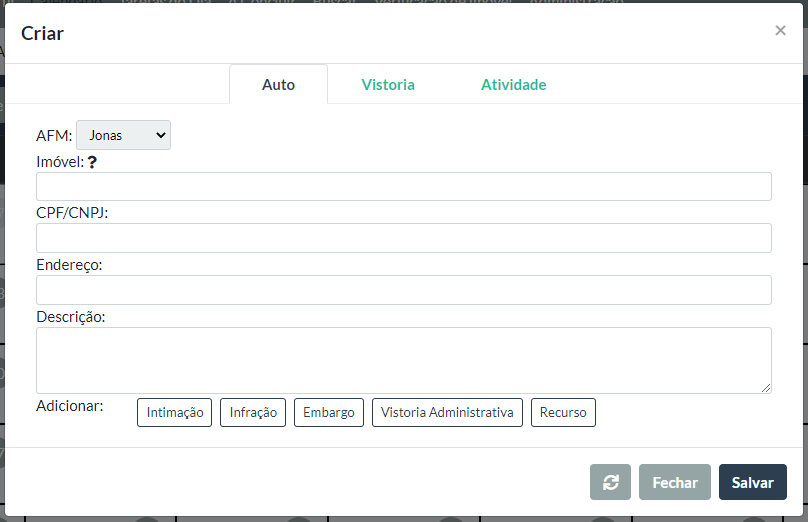 Criar ×
Auto Vistoria Atividade
AFM: Jonas
Imóvel: ?
CPF/CNPJ:
Endereço:
Descrição:
Adicionar: Intimação Infração Embargo Vistoria Administrativa Recurso
Fechar Salvar